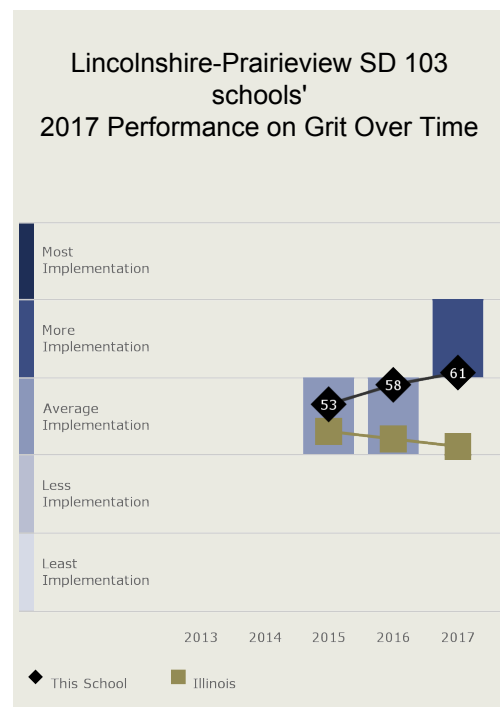 Lincolnshire-Prairieview SD 103
schools'
2017 Performance on Grit Over Time
Most
Implementation
More
Implementation
Average
Implementation
Less
Implementation
Least
Implementation
53
58
61
2013 2014 2015 2016 2017
This School Illinois